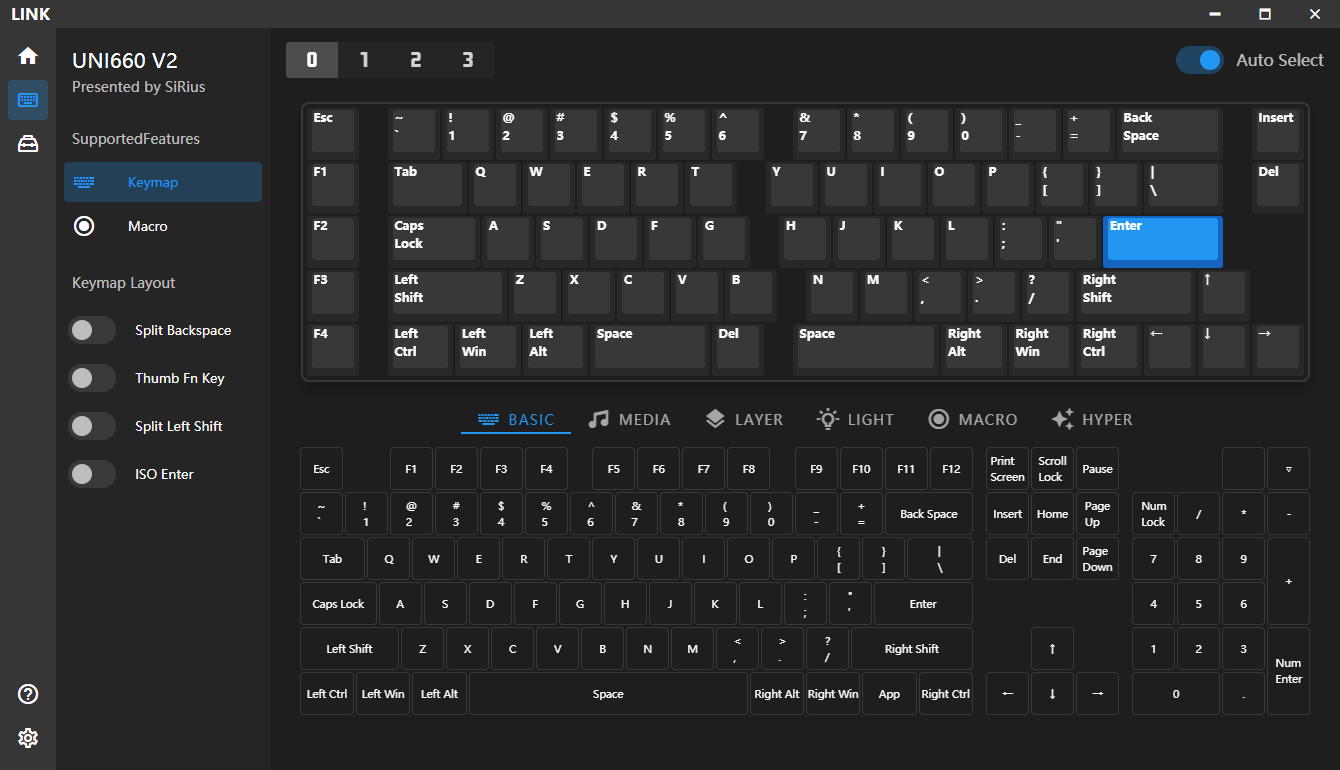 LINK
UNI660 V2
Presented by SiRius
SupportedFeatures
Keymap
Macro
Keymap Layout
Split Backspace
Thumb Fn Key
Split Left Shift
ISO Enter
0 1 2 3
Auto Select
Esc ~ ` ! 1 @ 2 # 3 $ 4 % 5 ^ 6 & 7 * 8 ( 9 ) 0 _ - + = Back Space Insert
F1 Tab Q W E R T Y U I O P { [ } ] | \ Del
F2 Caps Lock A S D F G H J K L : ; " ' Enter
F3 Left Shift Z X C V B N M < , > . ? / Right Shift ↑
F4 Left Ctrl Left Win Left Alt Space Del Space Right Alt Right Win Right Ctrl ← ↓ →
BASIC MEDIA LAYER LIGHT MACRO HYPER
Esc F1 F2 F3 F4 F5 F6 F7 F8 F9 F10 F11 F12 Print Screen Scroll Lock Pause ▿
~ ` ! 1 @ 2 # 3 $ 4 % 5 ^ 6 & 7 * 8 ( 9 ) 0 _ - + = Back Space Insert Home Page Up Num Lock / * -
Tab Q W E R T Y U I O P { [ } ] | \ Del End Page Down 7 8 9 +
Caps Lock A S D F G H J K L : ; " ' Enter 4 5 6
Left Shift Z X C V B N M < , > . ? / Right Shift ↑ 1 2 3 Num Enter
Left Ctrl Left Win Left Alt Space Right Alt Right Win App Right Ctrl ← ↓ → 0 .